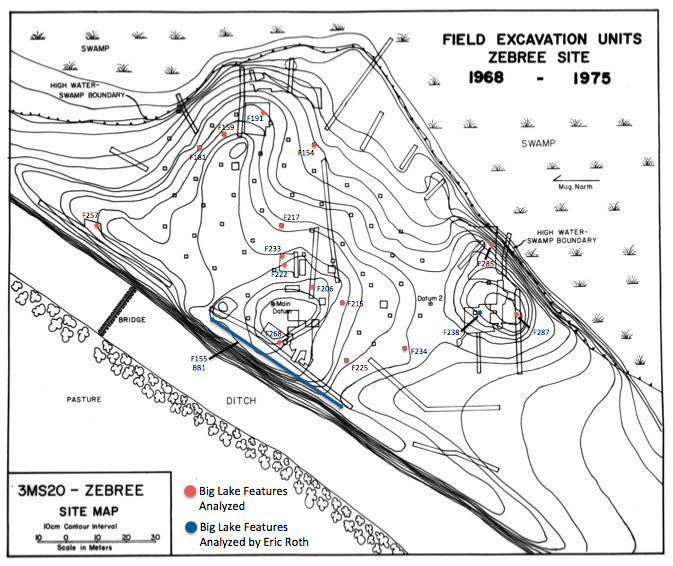 FIELD EXCAVATION UNITS
ZEBREE SITE
1968 - 1975
SWAMP
HIGH WATER-
SWAMP BOUNDARY
F191
F159
F181
F154
SWAMP
Mag. North
F257
F217
HIGH WATER-
SWAMP BOUNDARY
F233
F222
F285
F206
Main
Datum
F215
Datum 2
BRIDGE
F268
F238
F287
F234
F155
BB1
F225
PASTURE
DITCH
3MS20 - ZEBREE
SITE MAP
10cm Contour Interval
10 0 10 20 30
Scale in Meters
Big Lake Features
Analyzed
Big Lake Features
Analyzed by Eric Roth